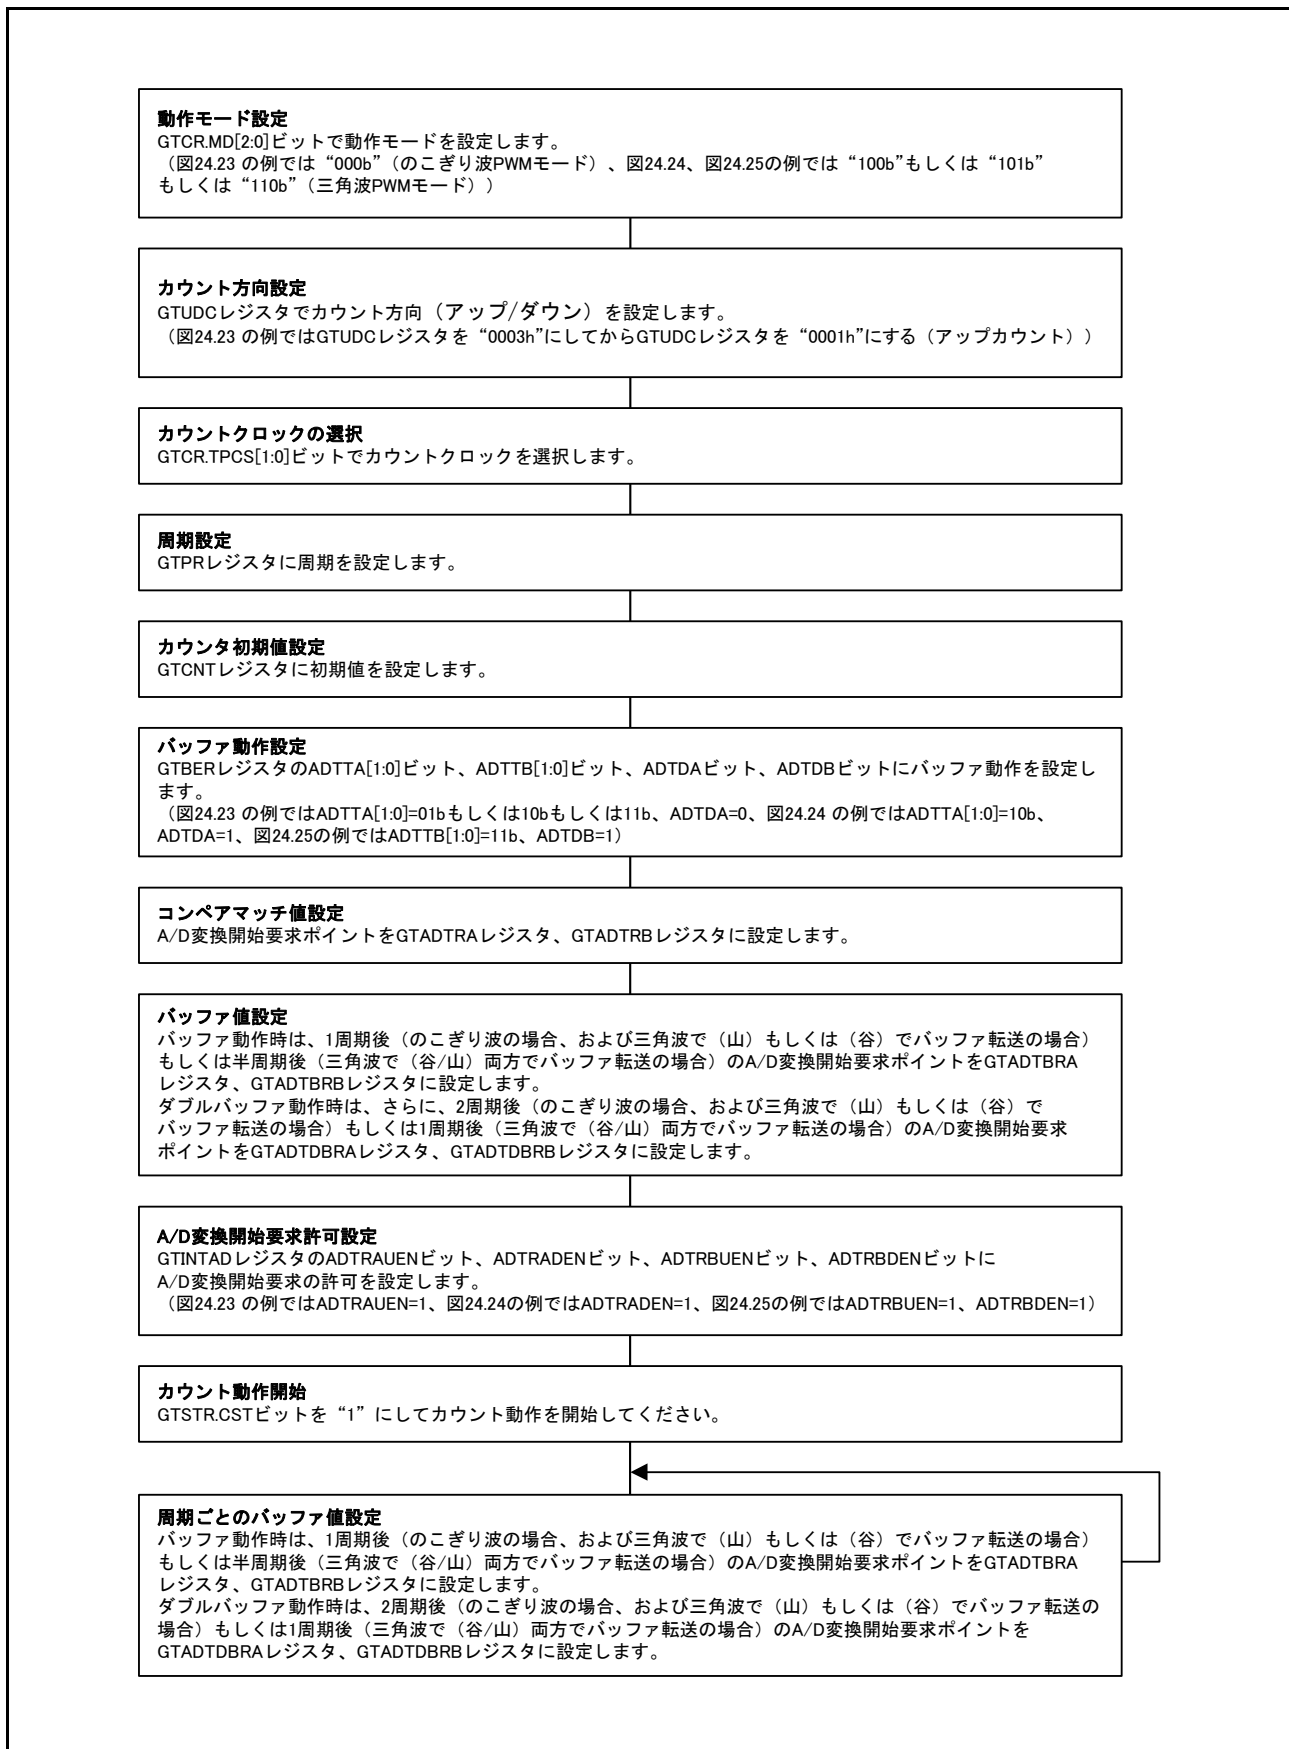 動作モード設定
GTCR.MD[2:0]ビットで動作モードを設定します。
（図24.23 の例では“000b”（のこぎり波PWMモード）、図24.24、図24.25の例では“100b”もしくは“101b”
もしくは“110b”（三角波PWMモード））
カウント方向設定
GTUDCレジスタでカウント方向（アップ/ダウン）を設定します。
（図24.23 の例ではGTUDCレジスタを“0003h”にしてからGTUDCレジスタを“0001h”にする（アップカウント））
カウントクロックの選択
GTCR.TPCS[1:0]ビットでカウントクロックを選択します。
周期設定
GTPRレジスタに周期を設定します。
カウンタ初期値設定
GTCNTレジスタに初期値を設定します。
バッファ動作設定
GTBERレジスタのADTTA[1:0]ビット、ADTTB[1:0]ビット、ADTDAビット、ADTDBビットにバッファ動作を設定し
ます。
（図24.23 の例ではADTTA[1:0]=01bもしくは10bもしくは11b、ADTDA=0、図24.24 の例ではADTTA[1:0]=10b、
ADTDA=1、図24.25の例ではADTTB[1:0]=11b、ADTDB=1）
コンペアマッチ値設定
A/D変換開始要求ポイントをGTADTRAレジスタ、GTADTRBレジスタに設定します。
バッファ値設定
バッファ動作時は、1周期後（のこぎり波の場合、および三角波で（山）もしくは（谷）でバッファ転送の場合）
もしくは半周期後（三角波で（谷/山）両方でバッファ転送の場合）のA/D変換開始要求ポイントをGTADTBRA
レジスタ、GTADTBRBレジスタに設定します。
ダブルバッファ動作時は、さらに、2周期後（のこぎり波の場合、および三角波で（山）もしくは（谷）で
バッファ転送の場合）もしくは1周期後（三角波で（谷/山）両方でバッファ転送の場合）のA/D変換開始要求
ポイントをGTADTDBRAレジスタ、GTADTDBRBレジスタに設定します。
A/D変換開始要求許可設定
GTINTADレジスタのADTRAUENビット、ADTRADENビット、ADTRBUENビット、ADTRBDENビットに
A/D変換開始要求の許可を設定します。
（図24.23 の例ではADTRAUEN=1、図24.24の例ではADTRADEN=1、図24.25の例ではADTRBUEN=1、ADTRBDEN=1）
カウント動作開始
GTSTR.CSTビットを“1”にしてカウント動作を開始してください。
周期ごとのバッファ値設定
バッファ動作時は、1周期後（のこぎり波の場合、および三角波で（山）もしくは（谷）でバッファ転送の場合）
もしくは半周期後（三角波で（谷/山）両方でバッファ転送の場合）のA/D変換開始要求ポイントをGTADTBRA
レジスタ、GTADTBRBレジスタに設定します。
ダブルバッファ動作時は、2周期後（のこぎり波の場合、および三角波で（山）もしくは（谷）でバッファ転送の
場合）もしくは1周期後（三角波で（谷/山）両方でバッファ転送の場合）のA/D変換開始要求ポイントを
GTADTDBRAレジスタ、GTADTDBRBレジスタに設定します。